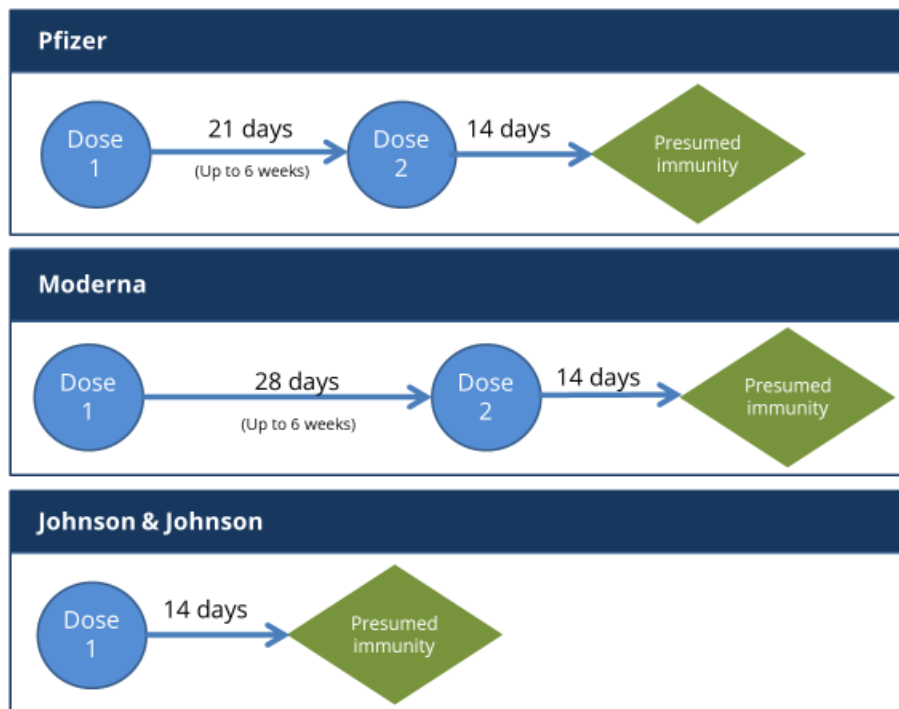 Pfizer
Dose
1
21 days
(Up to 6 weeks)
Dose
2
14 days
Presumed
immunity
Moderna
Dose
1
28 days
(Up to 6 weeks)
Dose
2
14 days
Presumed
immunity
Johnson & Johnson
Dose
1
14 days
Presumed
immunity